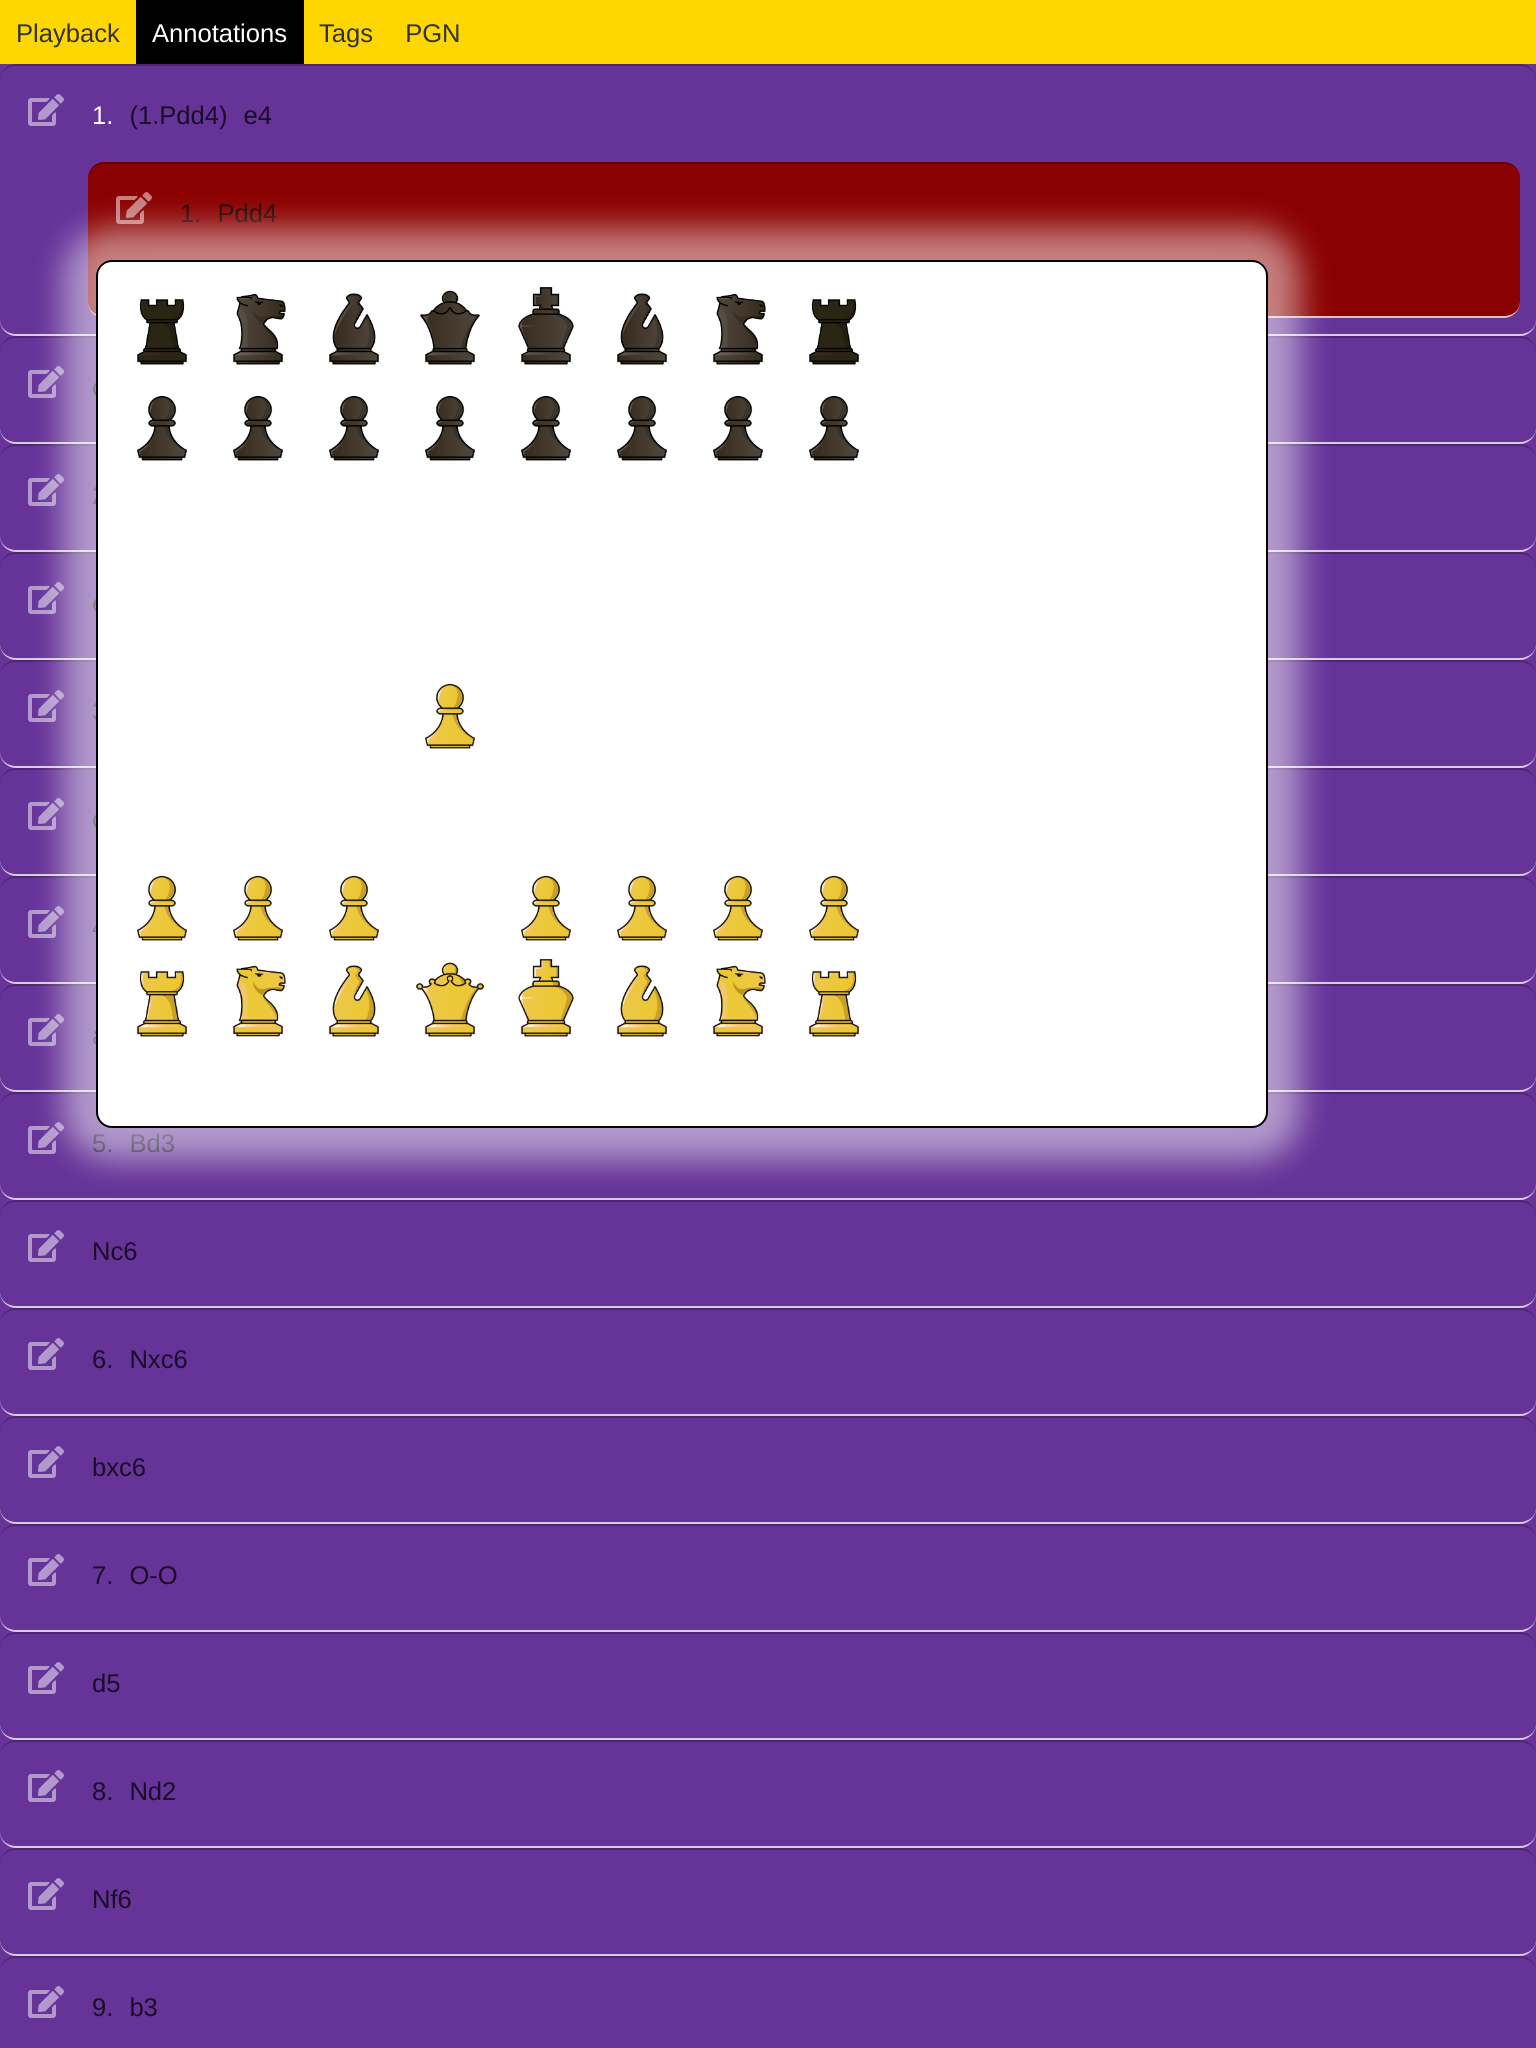 Playback Annotations Tags PGN
1. (1.Pdd4) e4
1. Pdd4
5. Bd3
Nc6
6. Nxc6
bxc6
7. O-O
d5
8. Nd2
Nf6
9. b3